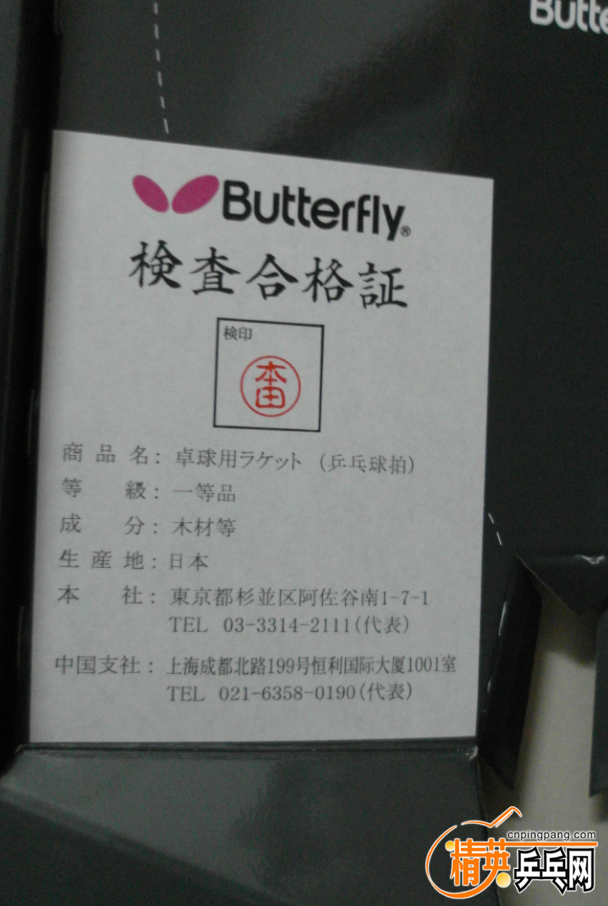 Butte
Butterfly®
検査合格証
検印
本田
商品名：卓球用ラケット（乒乓球拍）
等　級：一等品
成　分：木材等
生産地：日本
本　社：東京都杉並区阿佐谷南1-7-1
TEL 03-3314-2111(代表)
中国支社：上海成都北路199号恒利国际大厦1001室
TEL 021-6358-0190(代表)
cnpingpang.com
精英乒乓网